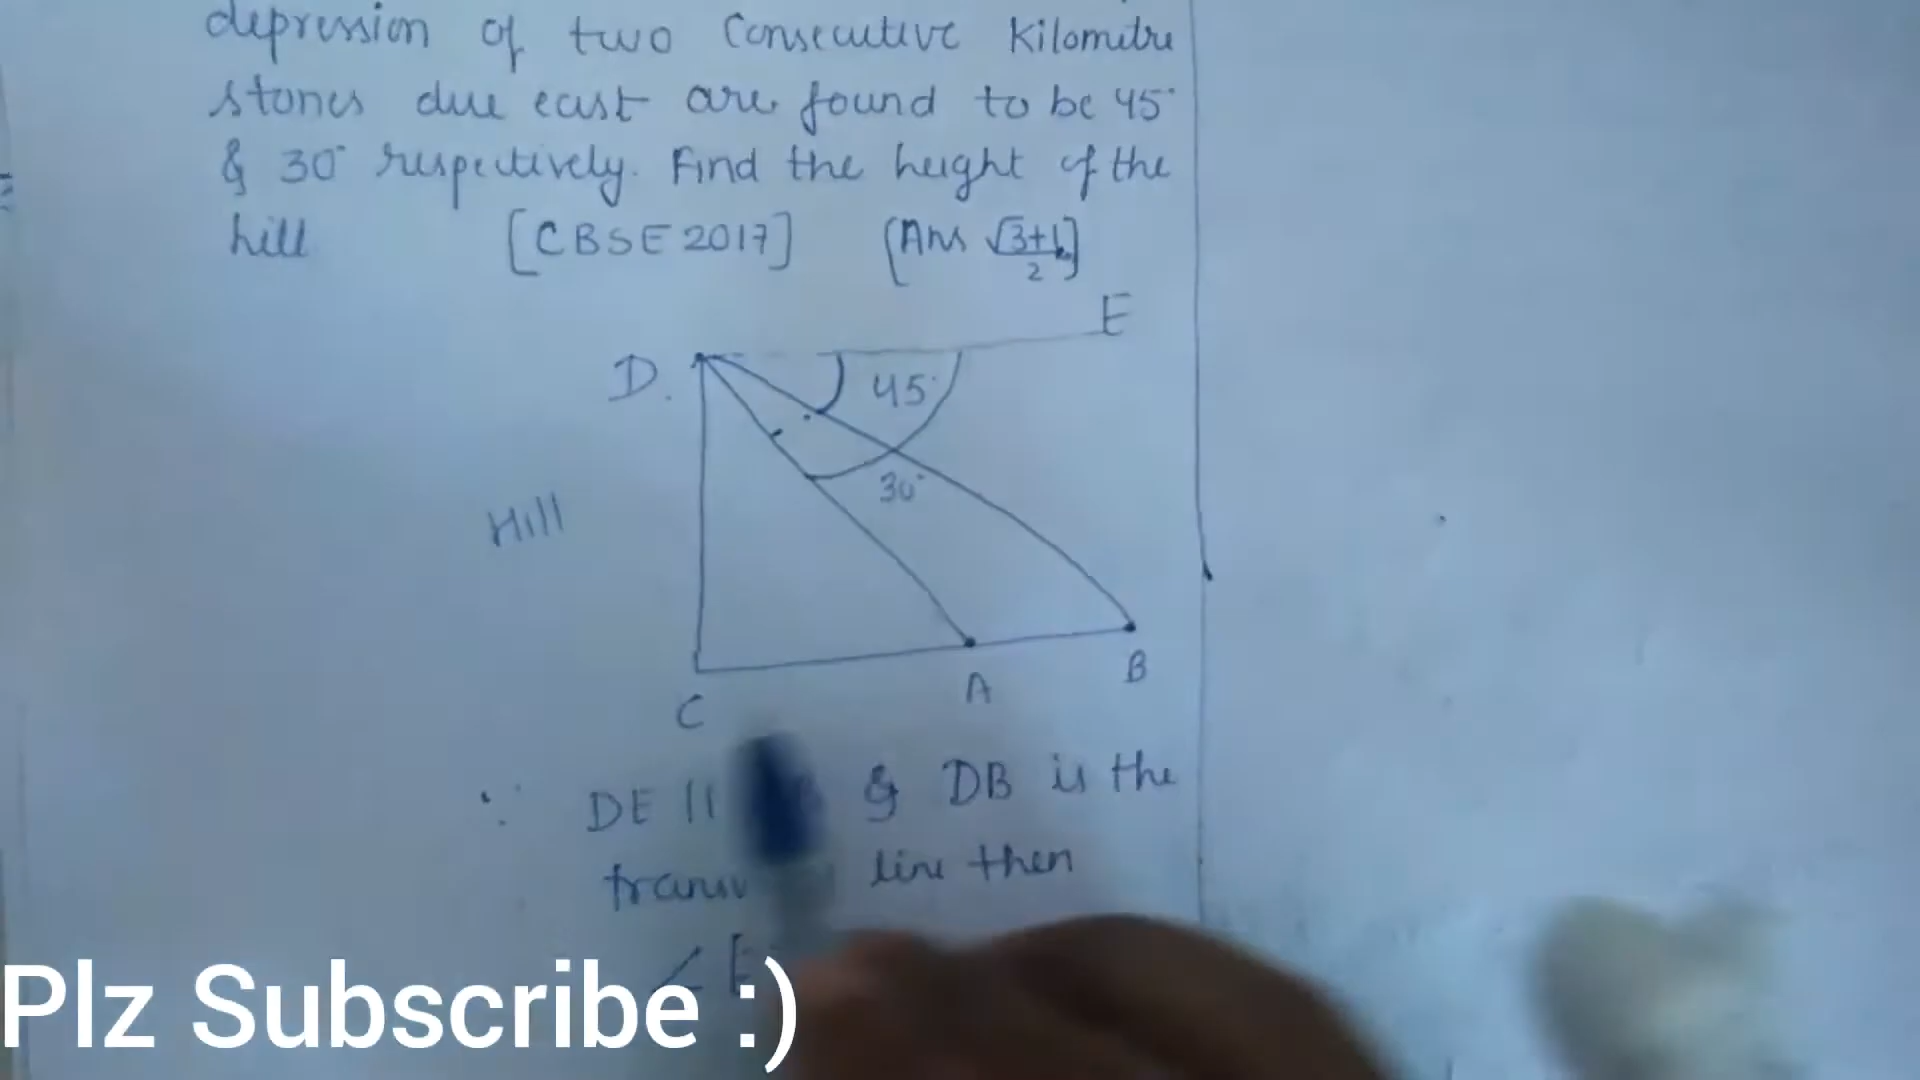 depression of two Consecutive Kilometre
stones due east are found to be 45°
& 30° respectively. Find the height of the
hill [CBSE 2017] [Ans √3+1/2 km]
E
D.
45°
30°
Hill
A
B
C
∵ DE || & DB is the
line then
∠ E
Plz Subscribe :)